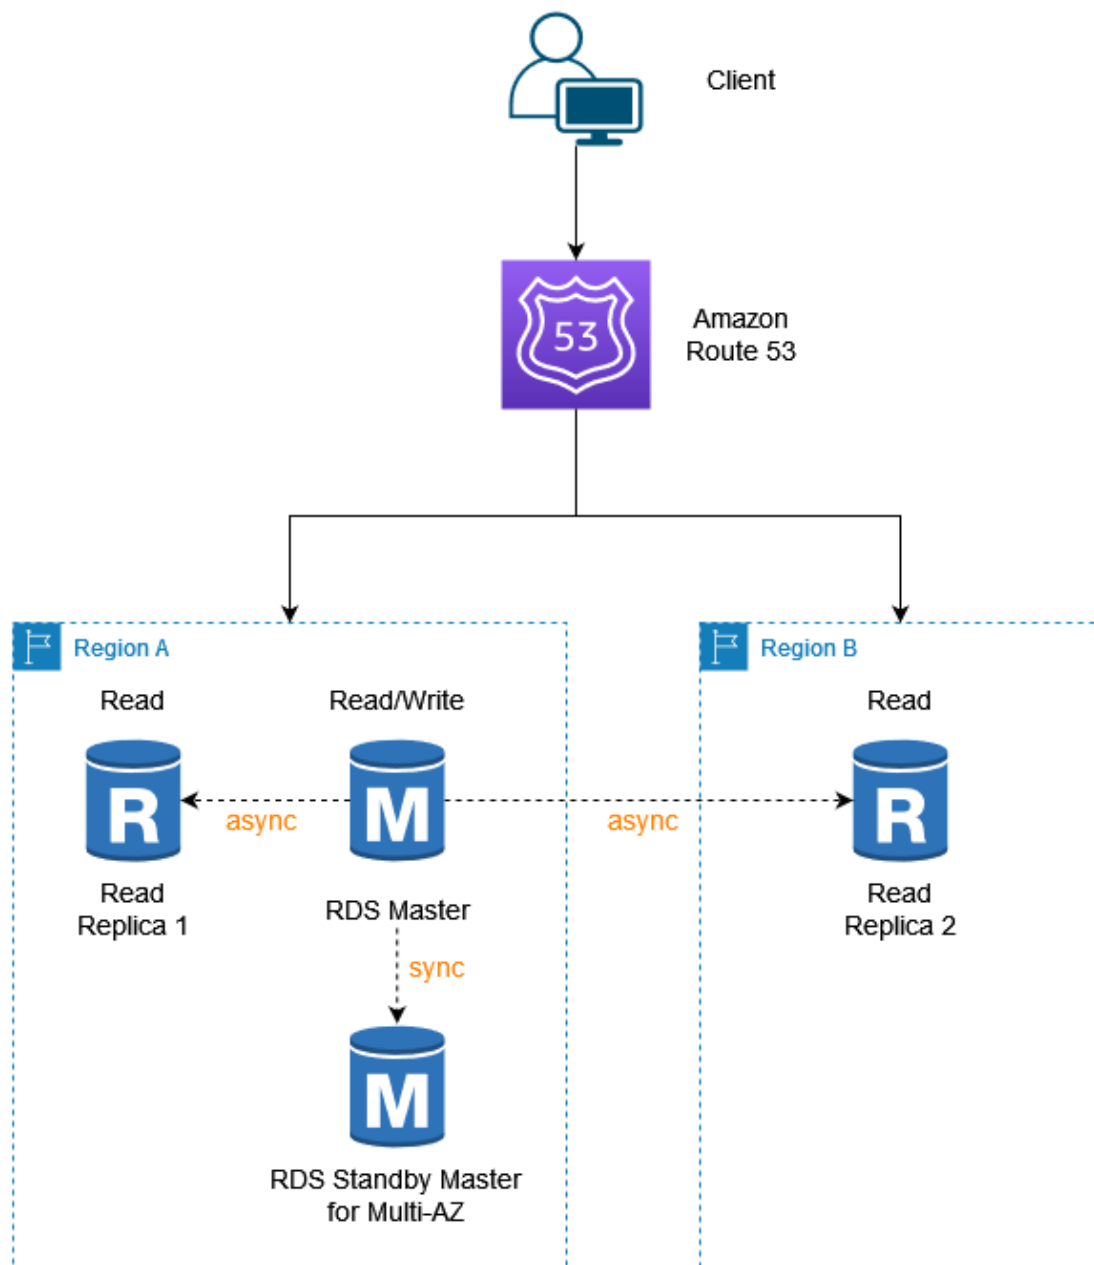 Client
53
Amazon
Route 53
Region A
Region B
Read
Read/Write
Read
R
M
R
async
async
Read
Replica 1
RDS Master
Read
Replica 2
sync
M
RDS Standby Master
for Multi-AZ